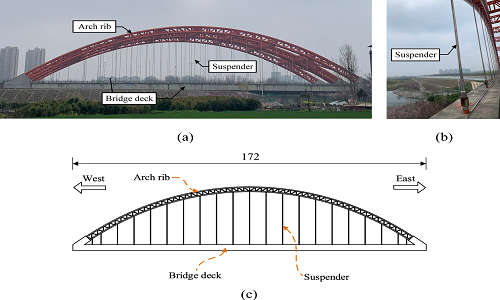 Arch rib
Suspender
Bridge deck
(a)
Suspender
(b)
172
West
East
Arch rib
Bridge deck
Suspender
(c)